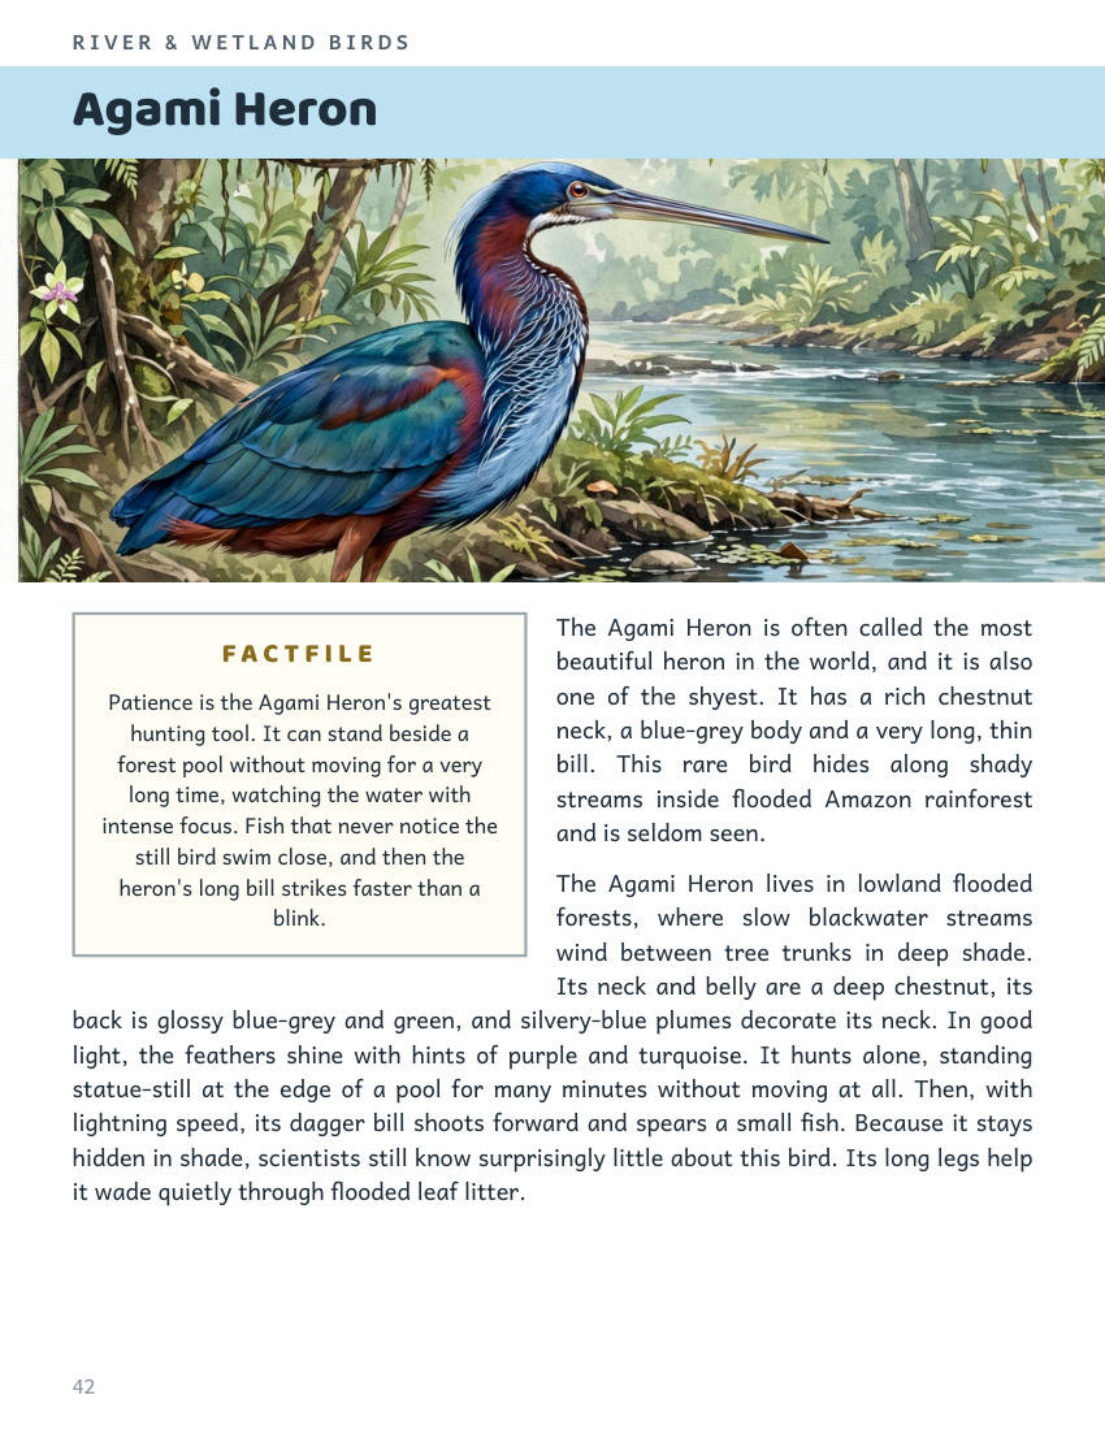 RIVER & WETLAND BIRDS
Agami Heron
FACTFILE
Patience is the Agami Heron's greatest
hunting tool. It can stand beside a
forest pool without moving for a very
long time, watching the water with
intense focus. Fish that never notice the
still bird swim close, and then the
heron's long bill strikes faster than a
blink.
The Agami Heron is often called the most
beautiful heron in the world, and it is also
one of the shyest. It has a rich chestnut
neck, a blue-grey body and a very long, thin
bill. This rare bird hides along shady
streams inside flooded Amazon rainforest
and is seldom seen.
The Agami Heron lives in lowland flooded
forests, where slow blackwater streams
wind between tree trunks in deep shade.
Its neck and belly are a deep chestnut, its
back is glossy blue-grey and green, and silvery-blue plumes decorate its neck. In good
light, the feathers shine with hints of purple and turquoise. It hunts alone, standing
statue-still at the edge of a pool for many minutes without moving at all. Then, with
lightning speed, its dagger bill shoots forward and spears a small fish. Because it stays
hidden in shade, scientists still know surprisingly little about this bird. Its long legs help
it wade quietly through flooded leaf litter.
42